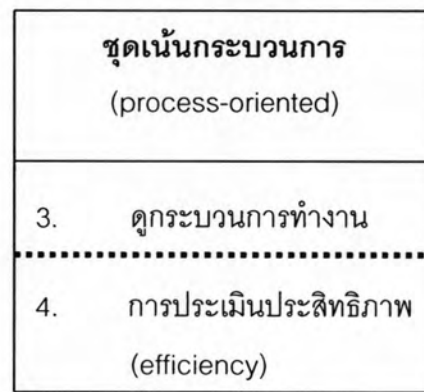 ชุดเน้นกระบวนการ
(process-oriented)
3. ดูกระบวนการทำงาน
4. การประเมินประสิทธิภาพ
(efficiency)